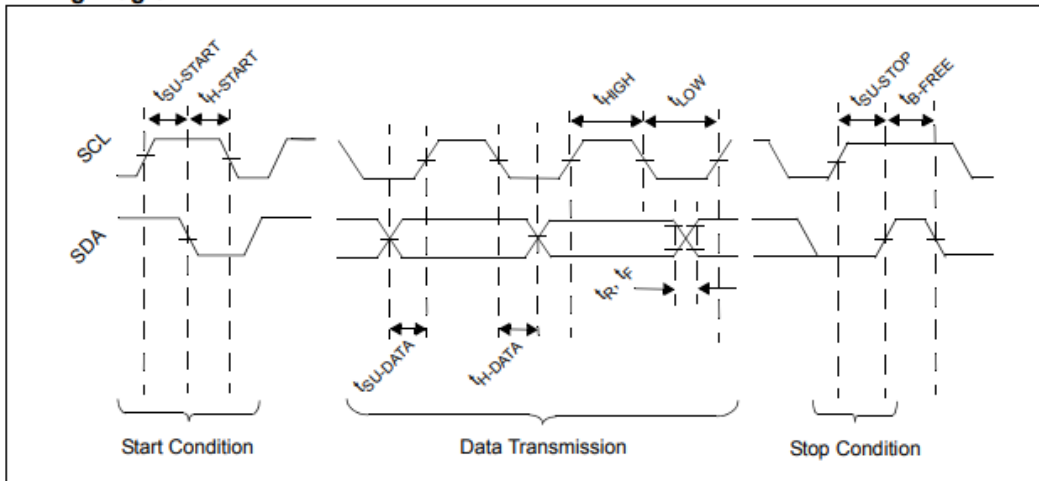 tSU-START tH-START tHIGH tLOW tSU-STOP tB-FREE
SCL
SDA
tR, tF
tSU-DATA tH-DATA
Start Condition Data Transmission Stop Condition